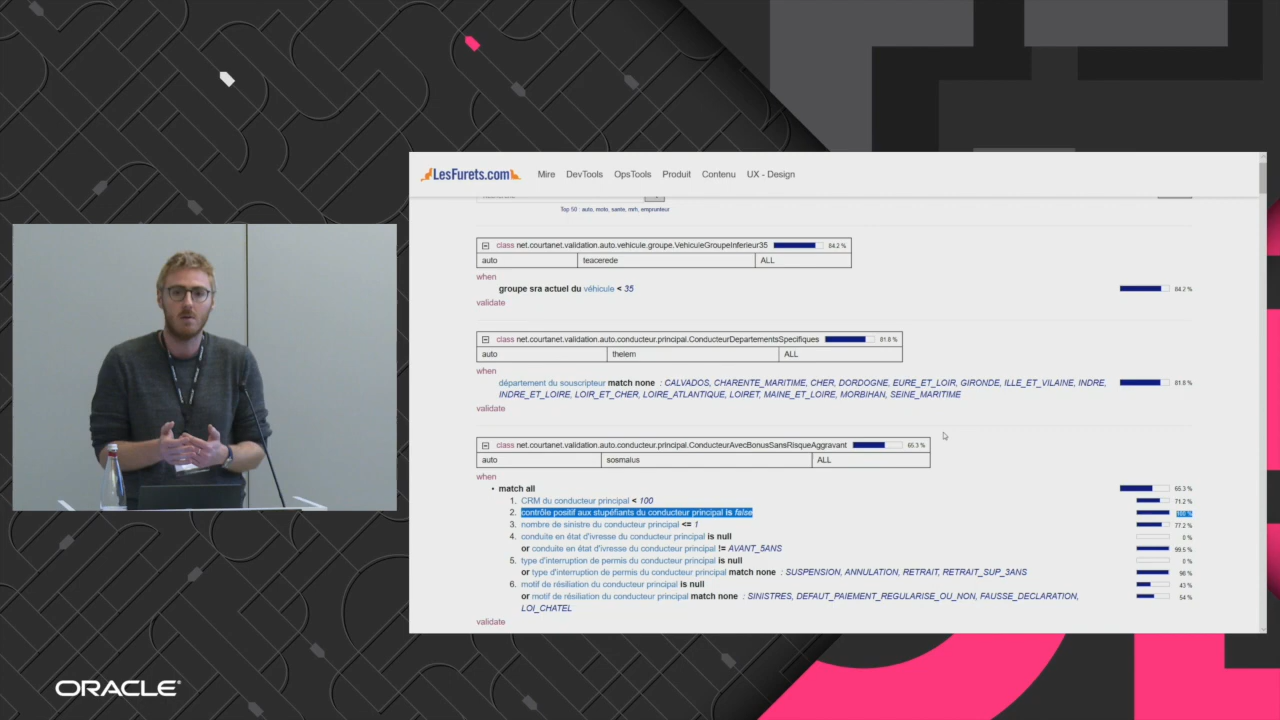 LesFurets.com Mire DevTools OpsTools Produit Contenu UX - Design
Top 50 : auto, moto, sante, mrh, emprunteur
class net.courtanet.validation.auto.vehicule.groupe.VehiculeGroupeInferieur35 84.2 %
auto teacerede ALL
when
groupe sra actuel du véhicule < 35 84.2 %
validate
class net.courtanet.validation.auto.conducteur.principal.ConducteurDepartementsSpecifiques 81.8 %
auto thelem ALL
when
département du souscripteur match none : CALVADOS, CHARENTE_MARITIME, CHER, DORDOGNE, EURE_ET_LOIR, GIRONDE, ILLE_ET_VILAINE, INDRE, 81.8 %
INDRE_ET_LOIRE, LOIR_ET_CHER, LOIRE_ATLANTIQUE, LOIRET, MAINE_ET_LOIRE, MORBIHAN, SEINE_MARITIME
validate
class net.courtanet.validation.auto.conducteur.principal.ConducteurAvecBonusSansRisqueAggravant 65.3 %
auto sosmalus ALL
when
• match all 65.3 %
1. CRM du conducteur principal < 100 71.2 %
2. contrôle positif aux stupéfiants du conducteur principal is false 100 %
3. nombre de sinistre du conducteur principal <= 1 77.2 %
4. conduite en état d'ivresse du conducteur principal is null 0 %
or conduite en état d'ivresse du conducteur principal != AVANT_5ANS 99.5 %
5. type d'interruption de permis du conducteur principal is null 0 %
or type d'interruption de permis du conducteur principal match none : SUSPENSION, ANNULATION, RETRAIT, RETRAIT_SUP_3ANS 98 %
6. motif de résiliation du conducteur principal is null 43 %
or motif de résiliation du conducteur principal match none : SINISTRES, DEFAUT_PAIEMENT_REGULARISE_OU_NON, FAUSSE_DECLARATION, 54 %
LOI_CHATEL
validate
ORACLE